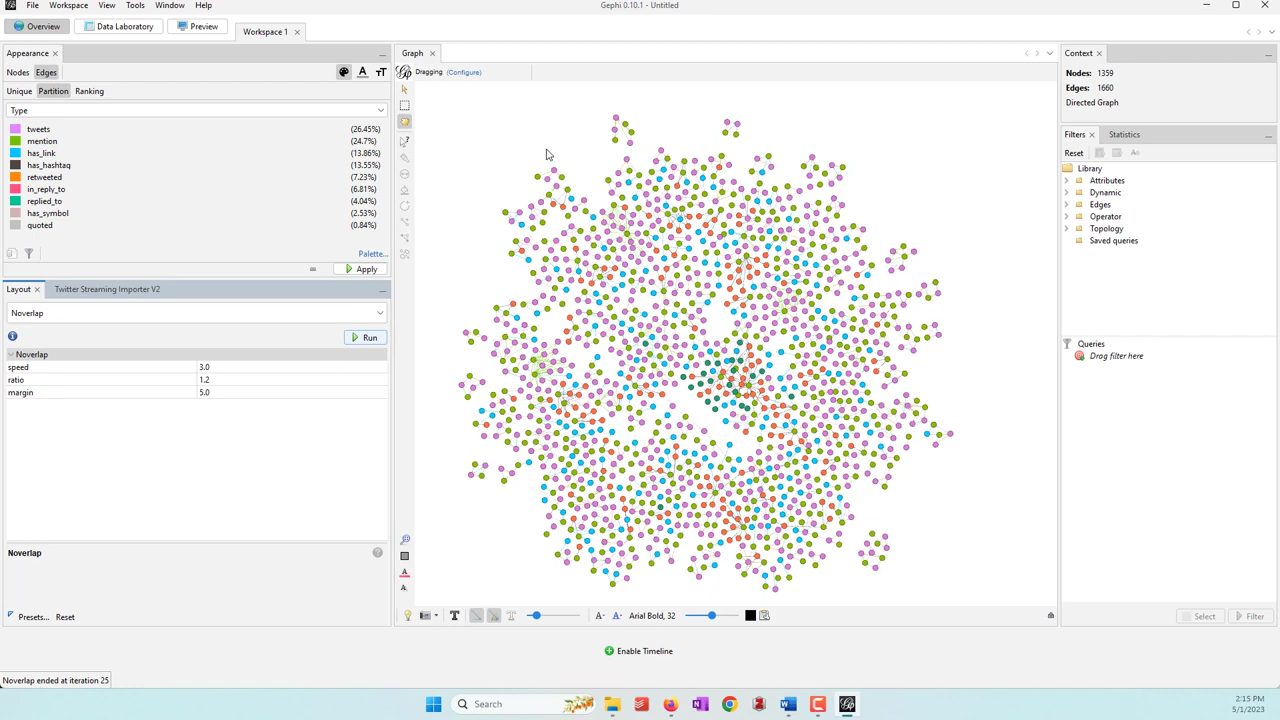 File Workspace View Tools Window Help
Gephi 0.10.1 - Untitled
Overview Data Laboratory Preview Workspace 1
Appearance
Nodes Edges
Unique Partition Ranking
Type
tweets (26.45%)
mention (24.7%)
has_link (13.86%)
has_hashtag (13.55%)
retweeted (7.23%)
in_reply_to (6.81%)
replied_to (4.04%)
has_symbol (2.53%)
quoted (0.84%)
Palette...
Apply
Layout Twitter Streaming Importer V2
Noverlap
Run
Noverlap
speed 3.0
ratio 1.2
margin 5.0
Noverlap
Presets... Reset
Noverlap ended at iteration 25
Graph
Dragging (Configure)
Arial Bold, 32
Enable Timeline
Context
Nodes: 1359
Edges: 1660
Directed Graph
Filters Statistics
Reset
Library
Attributes
Dynamic
Edges
Operator
Topology
Saved queries
Queries
Drag filter here
Select Filter
Search
2:15 PM
5/1/2023